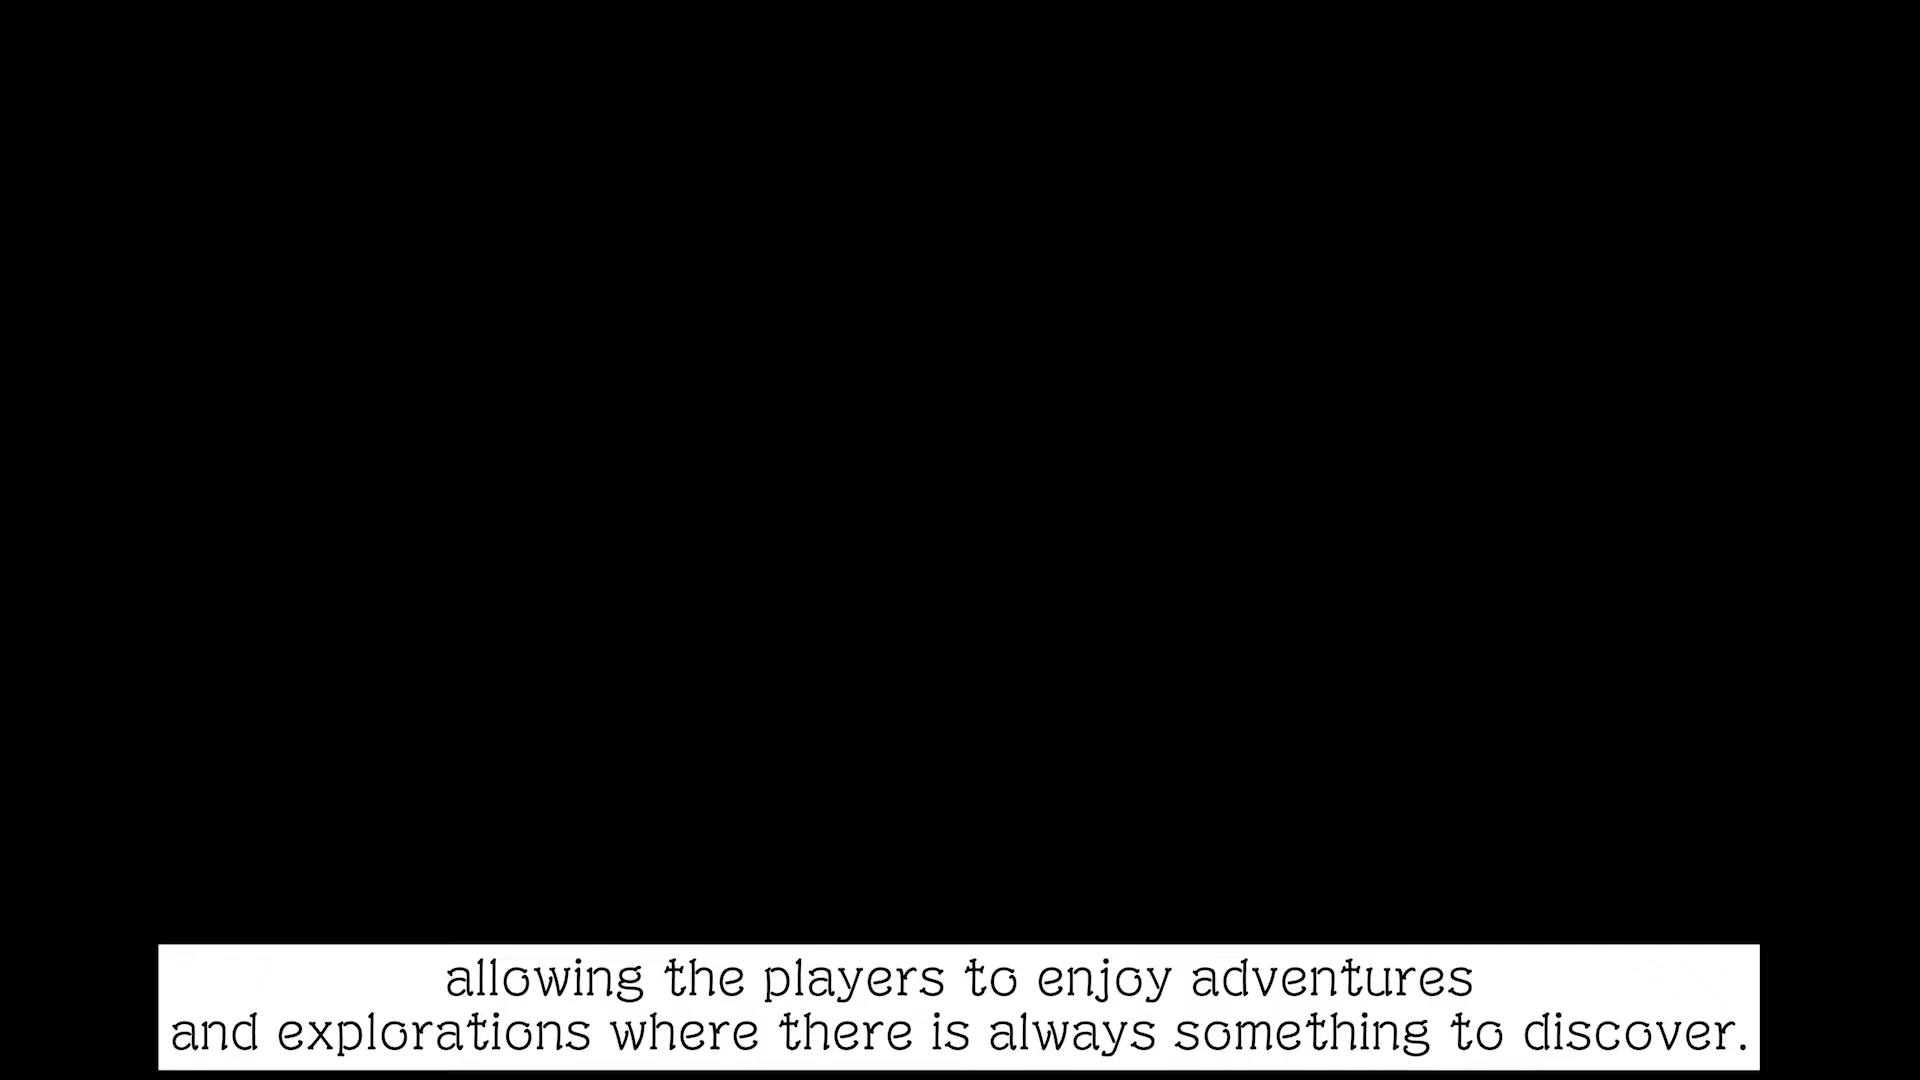 allowing the players to enjoy adventures
and explorations where there is always something to discover.